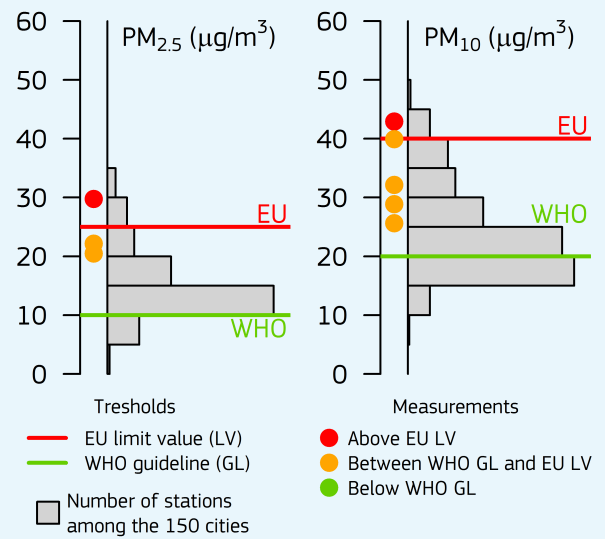 PM2.5 (µg/m³)
60
50
40
30
20
10
0
EU
WHO
PM10 (µg/m³)
60
50
40
30
20
10
0
EU
WHO
Tresholds
EU limit value (LV)
WHO guideline (GL)
Number of stations
among the 150 cities
Measurements
Above EU LV
Between WHO GL and EU LV
Below WHO GL